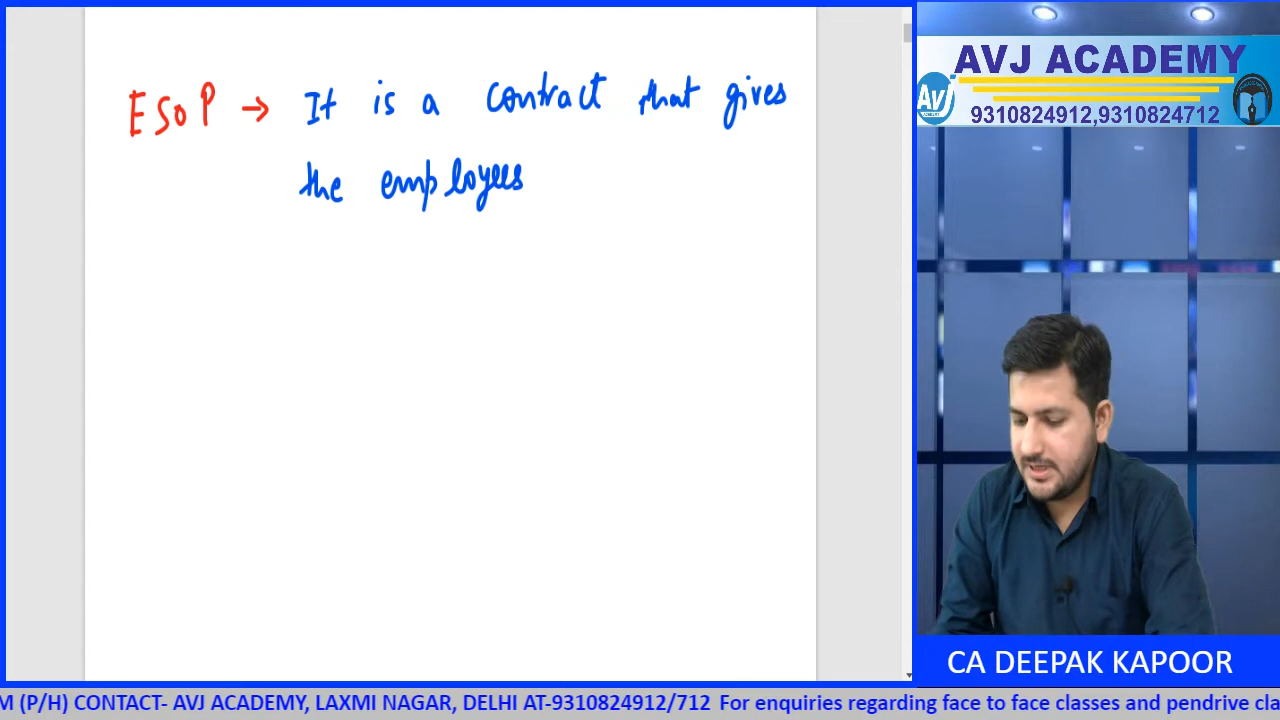 ESOP → It is a contract that gives
the employees
AVJ ACADEMY
AV
9310824912,9310824712
CA DEEPAK KAPOOR
M (P/H) CONTACT- AVJ ACADEMY, LAXMI NAGAR, DELHI AT-9310824912/712 For enquiries regarding face to face classes and pendrive cla